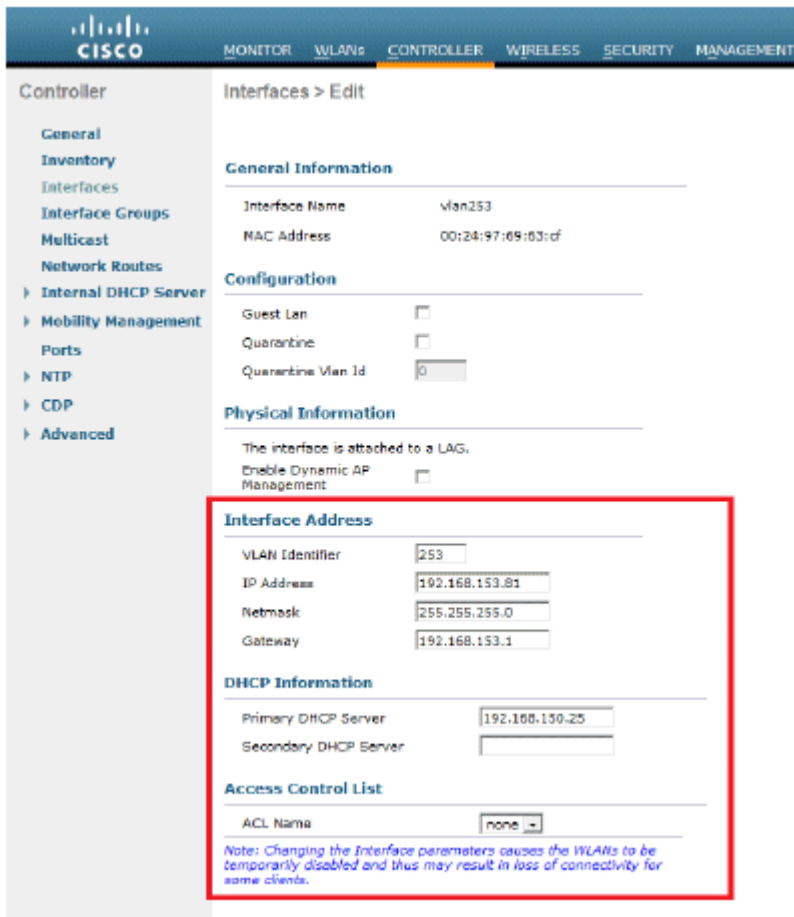 CISCO
MONITOR WLANs CONTROLLER WIRELESS SECURITY MANAGEMENT
Controller
General
Inventory
Interfaces
Interface Groups
Multicast
Network Routes
Internal DHCP Server
Mobility Management
Ports
NTP
CDP
Advanced
Interfaces > Edit
General Information
Interface Name vlan253
MAC Address 00:24:97:69:63:cf
Configuration
Guest Lan
Quarantine
Quarantine Vlan Id 0
Physical Information
The interface is attached to a LAG.
Enable Dynamic AP
Management
Interface Address
VLAN Identifier 253
IP Address 192.168.153.81
Netmask 255.255.255.0
Gateway 192.168.153.1
DHCP Information
Primary DHCP Server 192.168.150.25
Secondary DHCP Server
Access Control List
ACL Name none
Note: Changing the Interface parameters causes the WLANs to be
temporarily disabled and thus may result in loss of connectivity for
some clients.